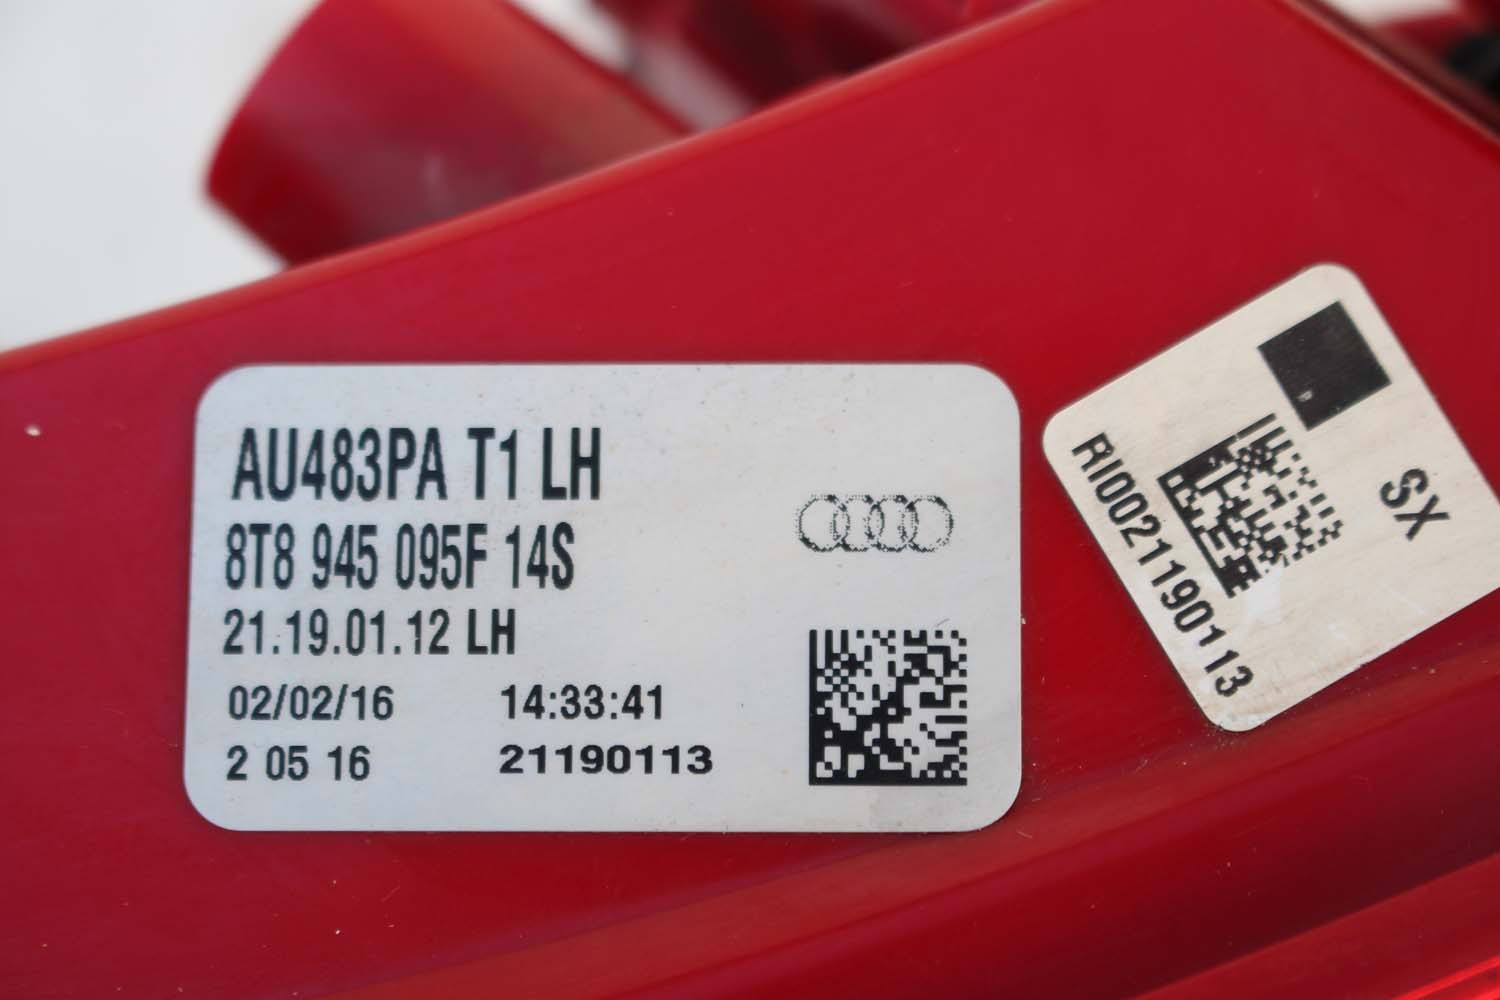 AU483PA T1 LH
8T8 945 095F 14S
21.19.01.12 LH
02/02/16 14:33:41
2 05 16 21190113
SX
RI0021190113